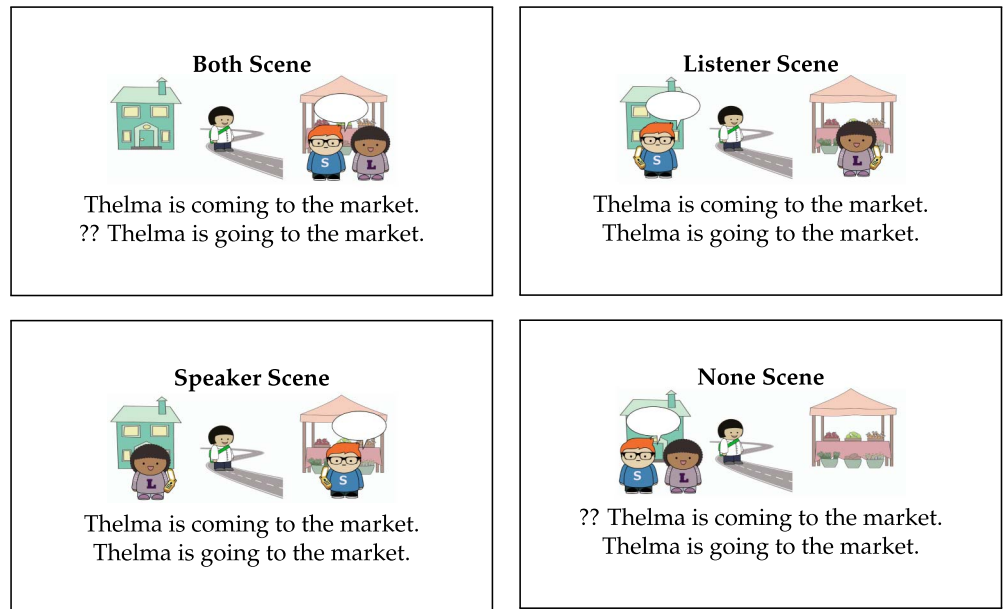 Both Scene
S
L
Thelma is coming to the market.
?? Thelma is going to the market.
Listener Scene
S
L
Thelma is coming to the market.
Thelma is going to the market.
Speaker Scene
L
S
Thelma is coming to the market.
Thelma is going to the market.
None Scene
S
L
?? Thelma is coming to the market.
Thelma is going to the market.